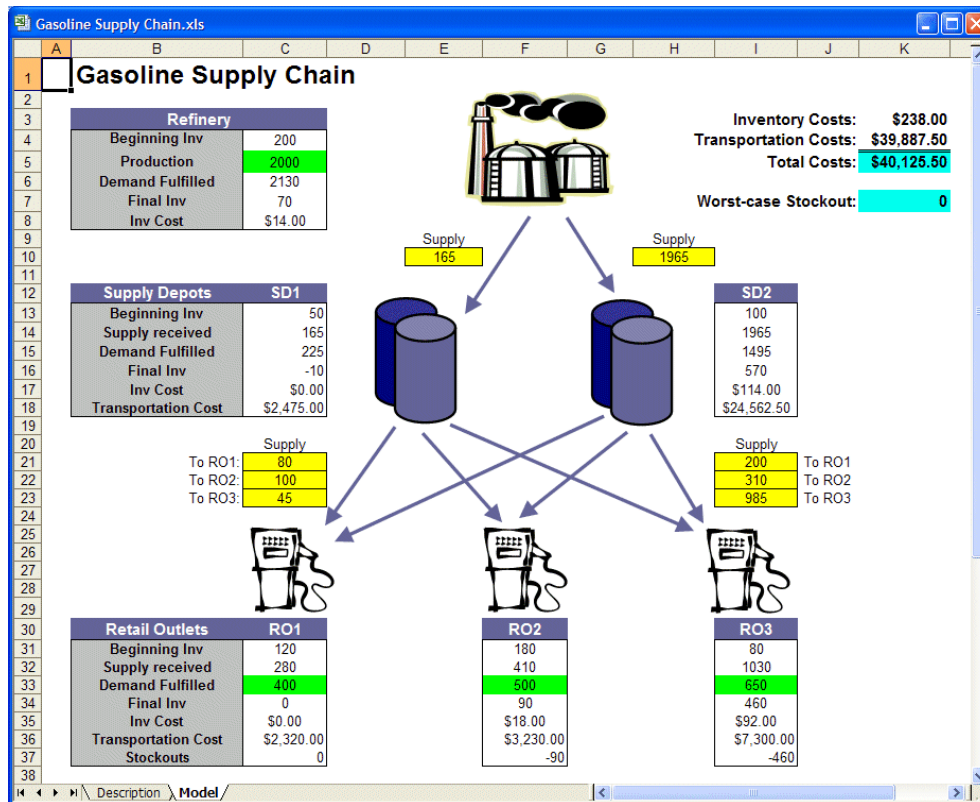 Gasoline Supply Chain.xls
A B C D E F G H I J K
1 Gasoline Supply Chain
2
3 Refinery Inventory Costs: $238.00
4 Beginning Inv 200 Transportation Costs: $39,887.50
5 Production 2000 Total Costs: $40,125.50
6 Demand Fulfilled 2130
7 Final Inv 70 Worst-case Stockout: 0
8 Inv Cost $14.00
9 Supply Supply
10 165 1965
11
12 Supply Depots SD1 SD2
13 Beginning Inv 50 100
14 Supply received 165 1965
15 Demand Fulfilled 225 1495
16 Final Inv -10 570
17 Inv Cost $0.00 $114.00
18 Transportation Cost $2,475.00 $24,562.50
19
20 Supply Supply
21 To RO1: 80 200 To RO1
22 To RO2: 100 310 To RO2
23 To RO3: 45 985 To RO3
24
25
26
27
28
29
30 Retail Outlets RO1 RO2 RO3
31 Beginning Inv 120 180 80
32 Supply received 280 410 1030
33 Demand Fulfilled 400 500 650
34 Final Inv 0 90 460
35 Inv Cost $0.00 $18.00 $92.00
36 Transportation Cost $2,320.00 $3,230.00 $7,300.00
37 Stockouts 0 -90 -460
38
Description Model